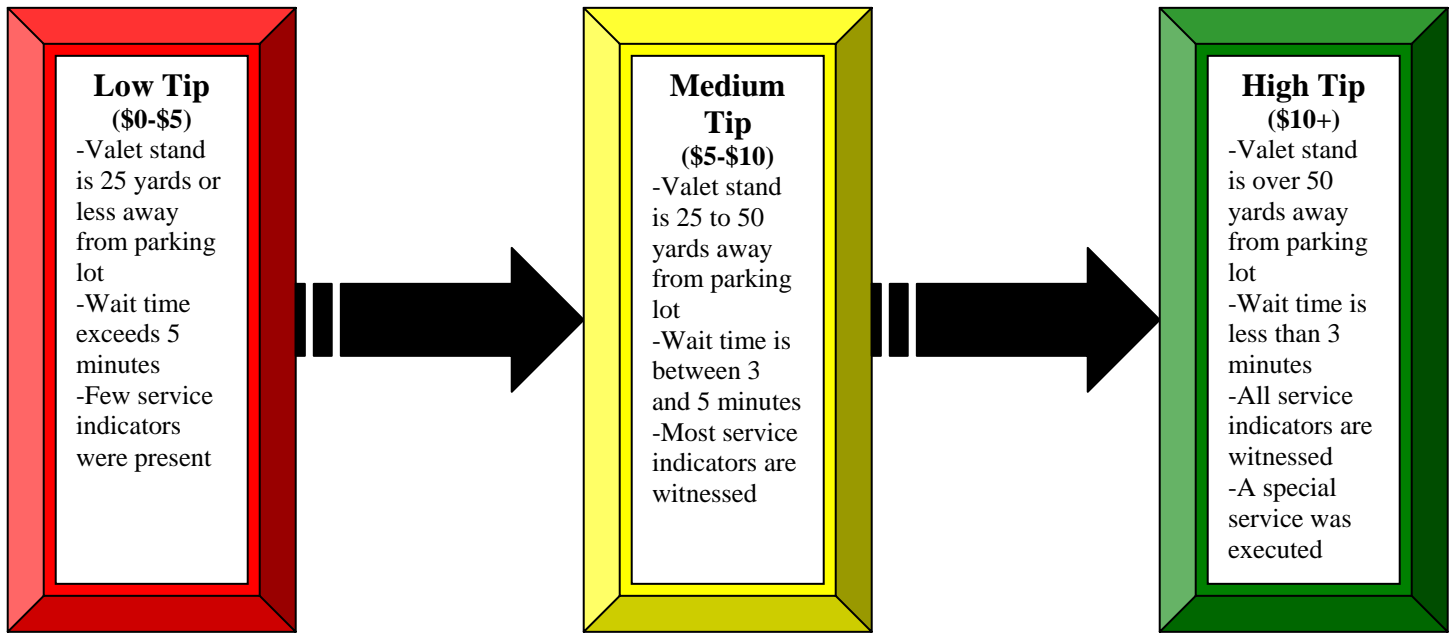 Low Tip
($0-$5)
-Valet stand
is 25 yards or
less away
from parking
lot
-Wait time
exceeds 5
minutes
-Few service
indicators
were present
Medium
Tip
($5-$10)
-Valet stand
is 25 to 50
yards away
from parking
lot
-Wait time is
between 3
and 5 minutes
-Most service
indicators are
witnessed
High Tip
($10+)
-Valet stand
is over 50
yards away
from parking
lot
-Wait time is
less than 3
minutes
-All service
indicators are
witnessed
-A special
service was
executed